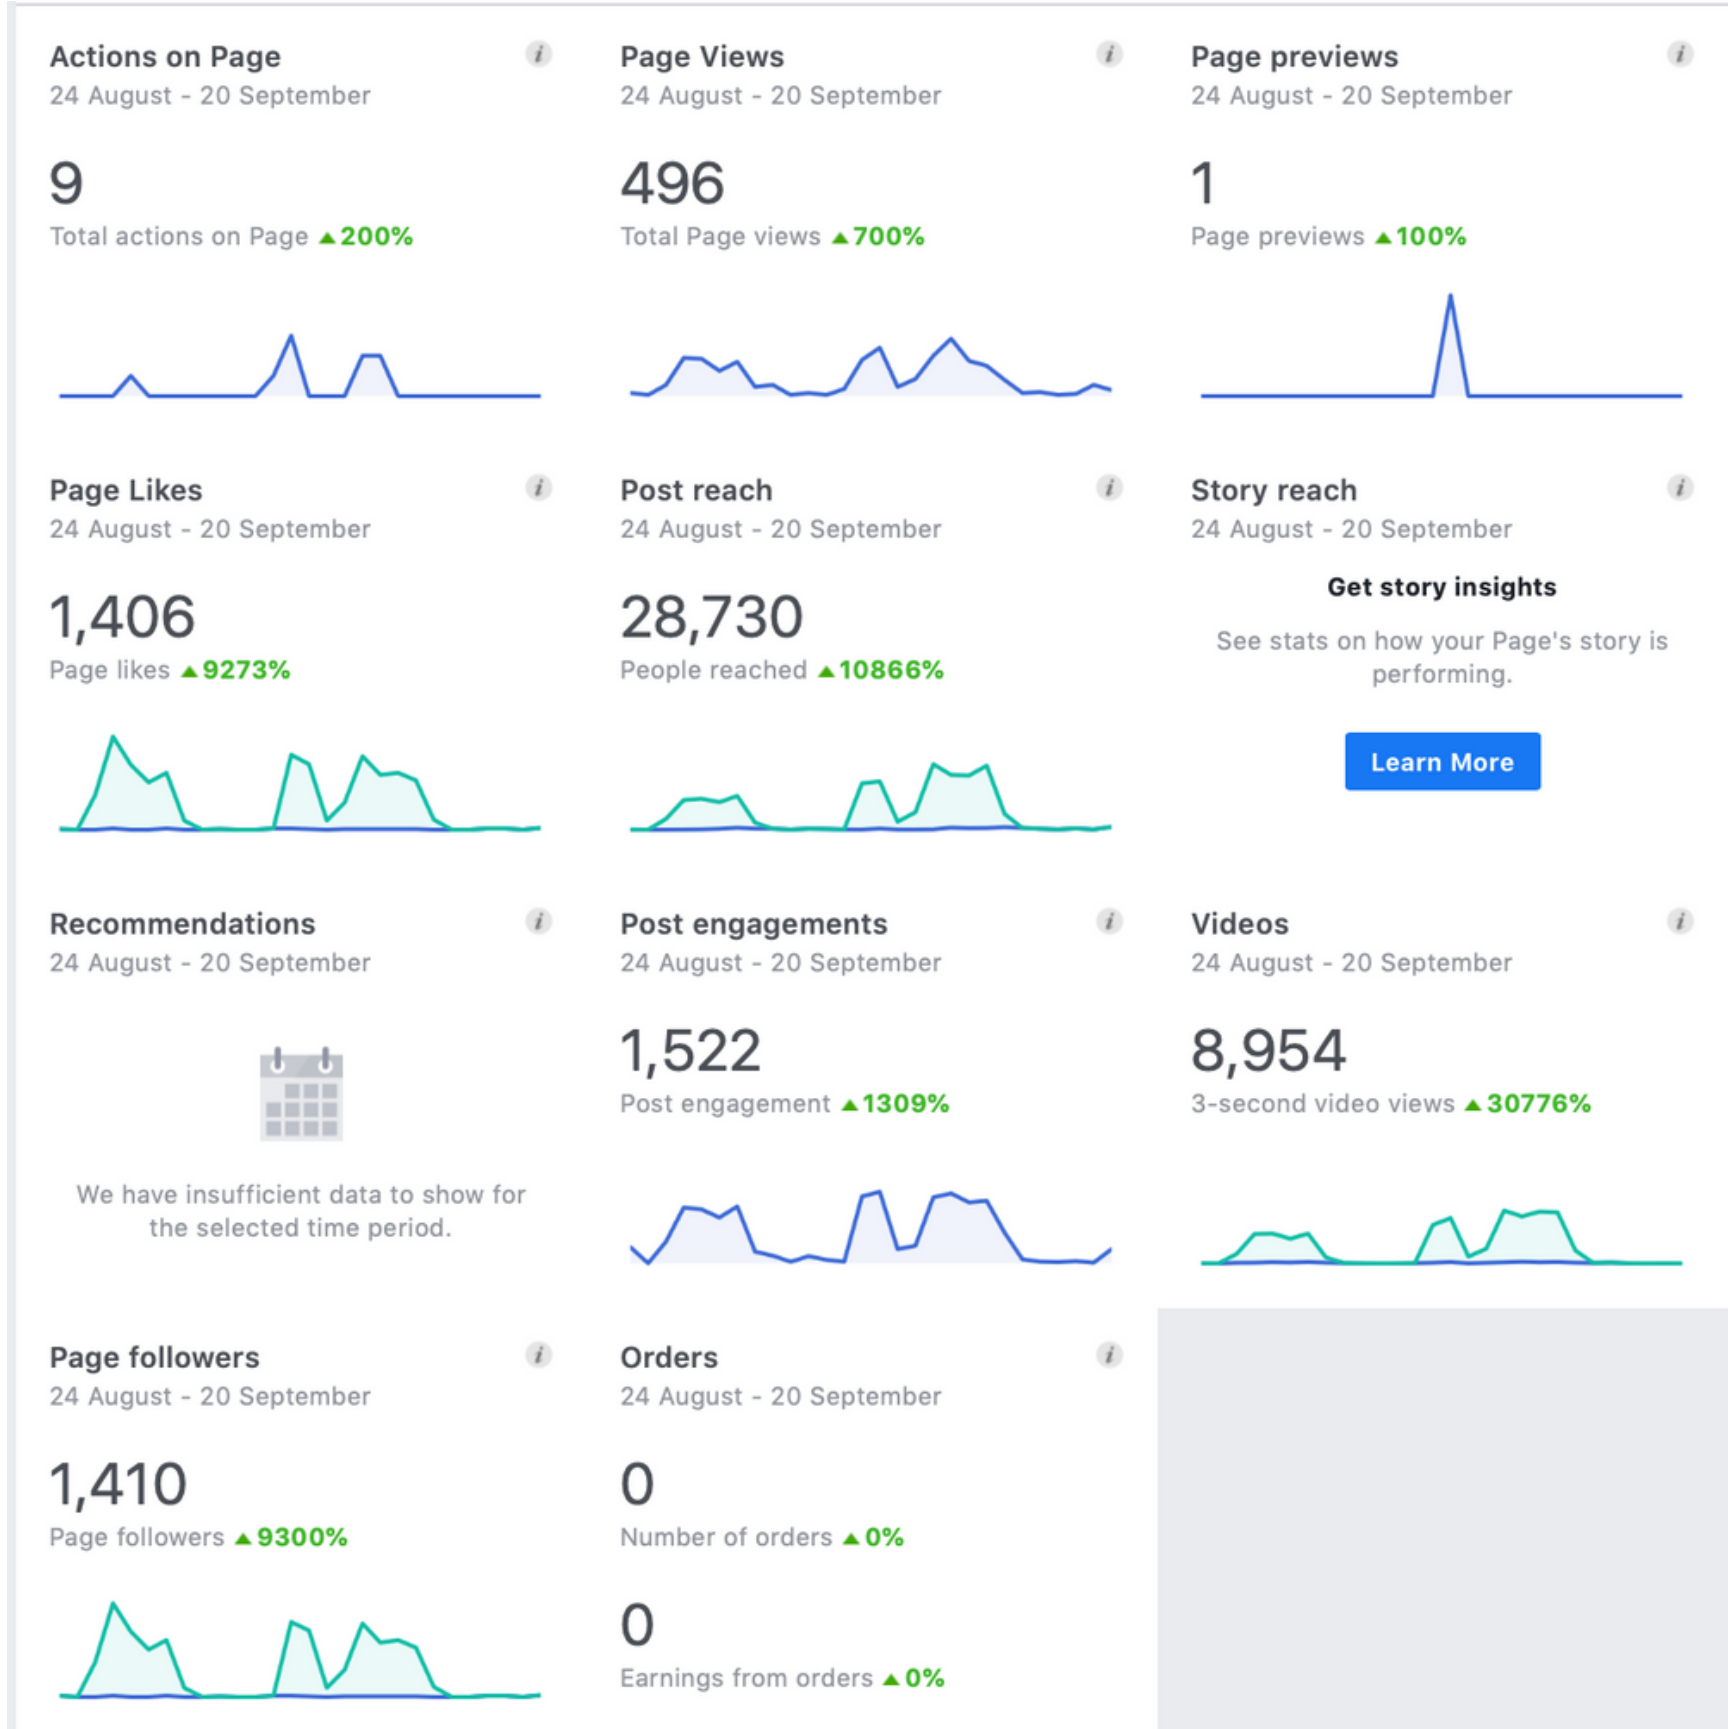 Actions on Page
24 August - 20 September
9
Total actions on Page ▲200%
Page Views
24 August - 20 September
496
Total Page views ▲700%
Page previews
24 August - 20 September
1
Page previews ▲100%
Page Likes
24 August - 20 September
1,406
Page likes ▲9273%
Post reach
24 August - 20 September
28,730
People reached ▲10866%
Story reach
24 August - 20 September
Get story insights
See stats on how your Page's story is
performing.
Learn More
Recommendations
24 August - 20 September
We have insufficient data to show for
the selected time period.
Post engagements
24 August - 20 September
1,522
Post engagement ▲1309%
Videos
24 August - 20 September
8,954
3-second video views ▲30776%
Page followers
24 August - 20 September
1,410
Page followers ▲9300%
Orders
24 August - 20 September
0
Number of orders ▲0%
0
Earnings from orders ▲0%